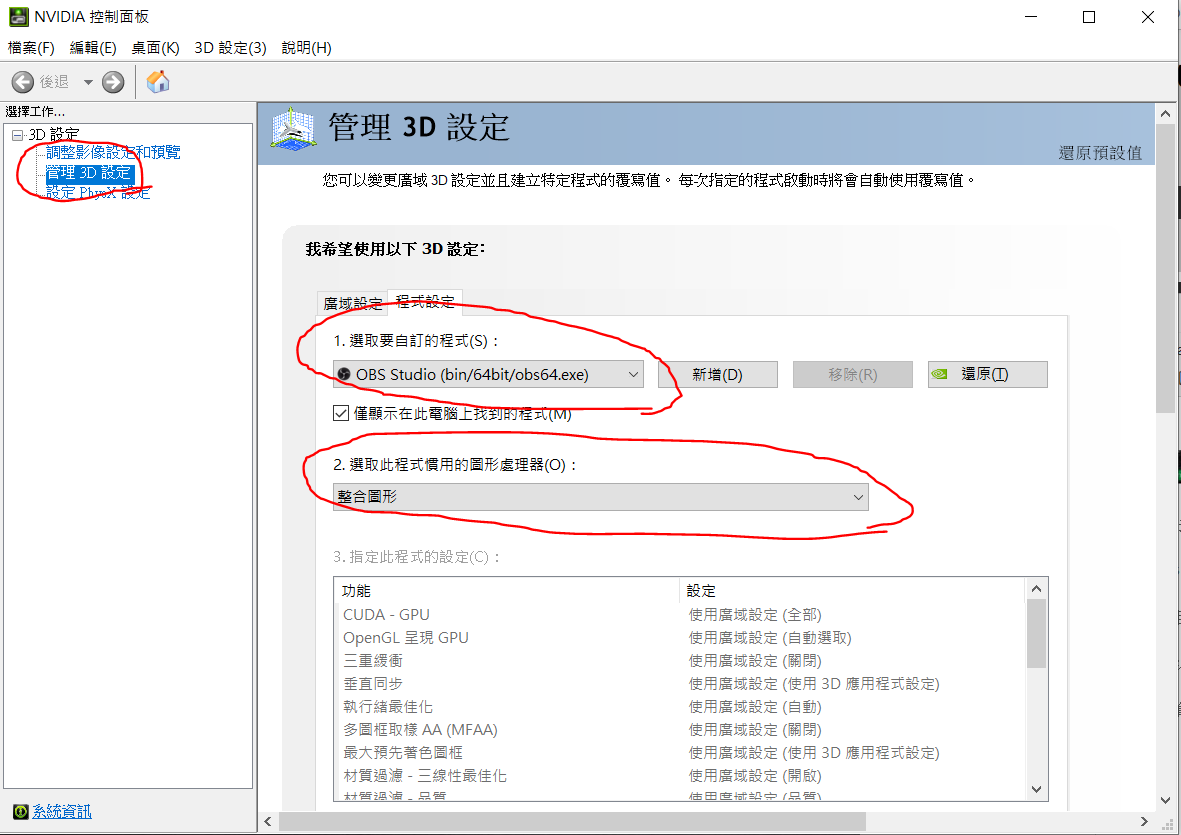 NVIDIA 控制面板
檔案(F) 編輯(E) 桌面(K) 3D 設定(3) 說明(H)
後退
選擇工作...
3D 設定
調整影像設定和預覽
管理 3D 設定
設定 PhysX 設定
系統資訊
管理 3D 設定
還原預設值
您可以變更廣域 3D 設定並且建立特定程式的覆寫值。 每次指定的程式啟動時將會自動使用覆寫值。
我希望使用以下 3D 設定:
廣域設定 程式設定
1. 選取要自訂的程式(S)：
OBS Studio (bin/64bit/obs64.exe) 新增(D) 移除(R) 還原(T)
僅顯示在此電腦上找到的程式(M)
2. 選取此程式慣用的圖形處理器(O)：
整合圖形
3. 指定此程式的設定(C)：
功能 設定
CUDA - GPU 使用廣域設定 (全部)
OpenGL 呈現 GPU 使用廣域設定 (自動選取)
三重緩衝 使用廣域設定 (關閉)
垂直同步 使用廣域設定 (使用 3D 應用程式設定)
執行緒最佳化 使用廣域設定 (自動)
多圖框取樣 AA (MFAA) 使用廣域設定 (關閉)
最大預先著色圖框 使用廣域設定 (使用 3D 應用程式設定)
材質過濾 - 三線性最佳化 使用廣域設定 (開啟)
材質過濾 - 品質 使用廣域設定 (品質)